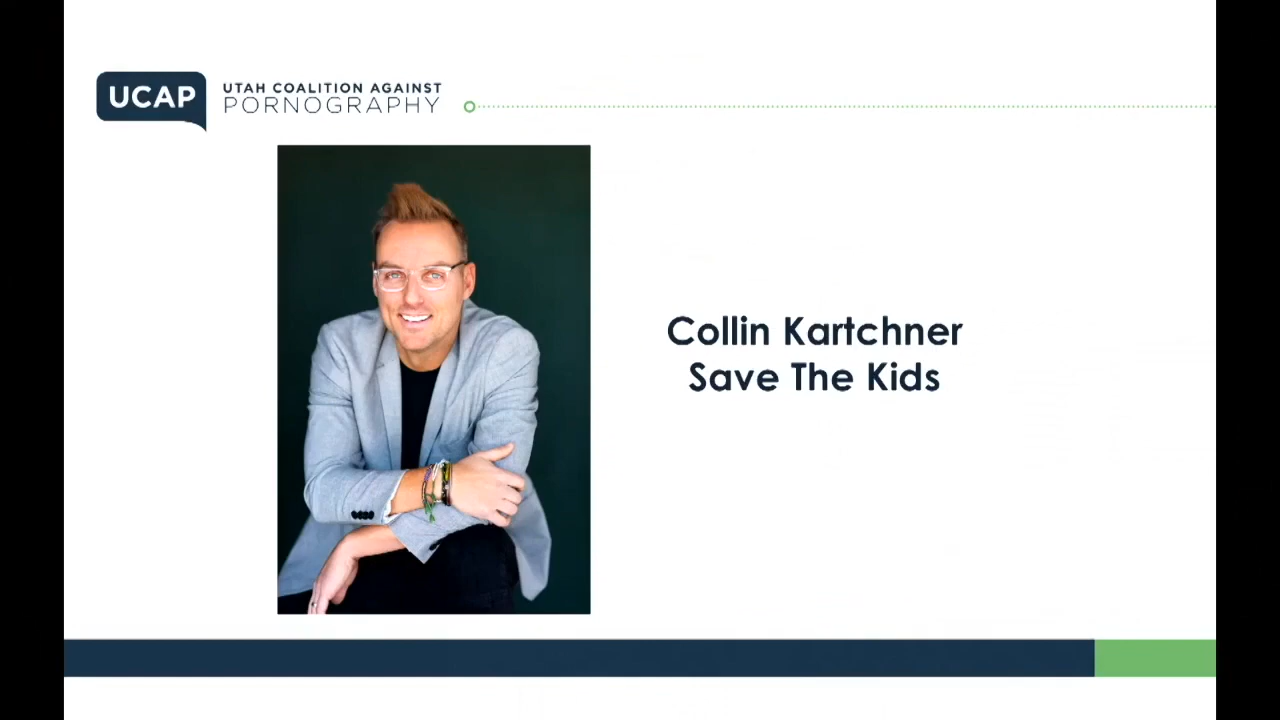 UCAP
UTAH COALITION AGAINST
PORNOGRAPHY
Collin Kartchner
Save The Kids